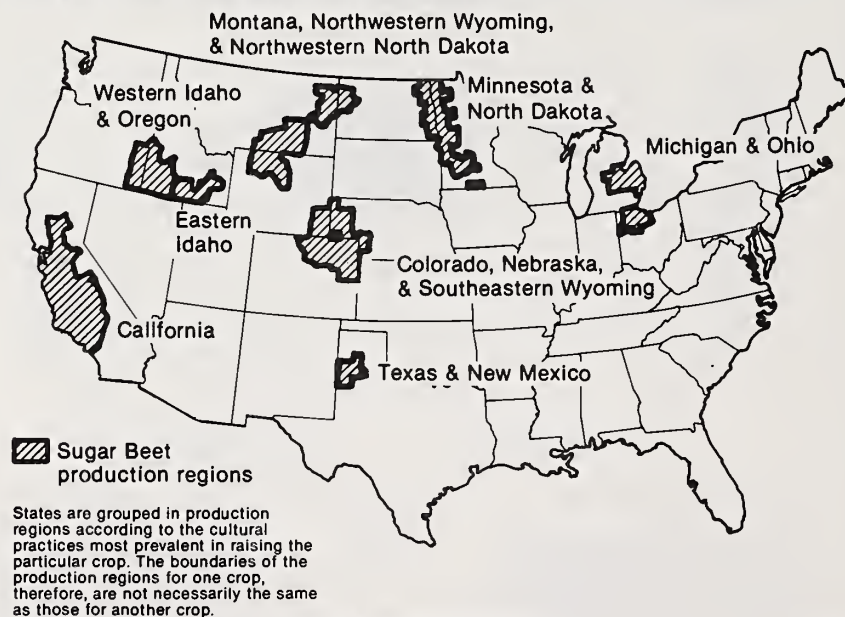 Montana, Northwestern Wyoming,
& Northwestern North Dakota
Western Idaho
& Oregon
Minnesota &
North Dakota
Michigan & Ohio
Eastern
Idaho
Colorado, Nebraska,
& Southeastern Wyoming
California
Texas & New Mexico
Sugar Beet
production regions
States are grouped in production
regions according to the cultural
practices most prevalent in raising the
particular crop. The boundaries of the
production regions for one crop,
therefore, are not necessarily the same
as those for another crop.